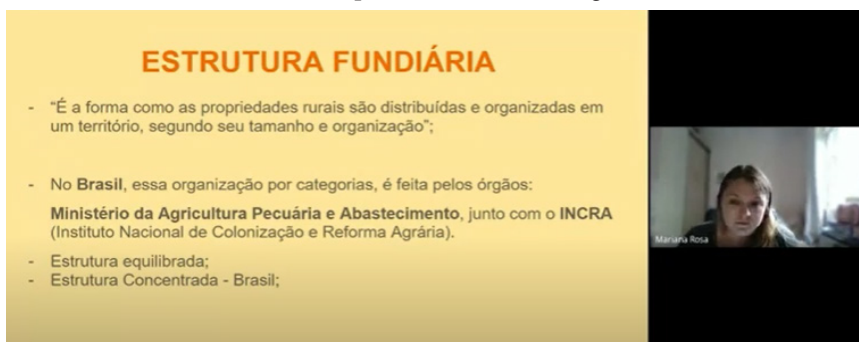 ESTRUTURA FUNDIÁRIA
- “É a forma como as propriedades rurais são distribuídas e organizadas em
um território, segundo seu tamanho e organização”;
- No Brasil, essa organização por categorias, é feita pelos órgãos:
Ministério da Agricultura Pecuária e Abastecimento, junto com o INCRA
(Instituto Nacional de Colonização e Reforma Agrária).
- Estrutura equilibrada;
- Estrutura Concentrada - Brasil;
Mariana Rosa